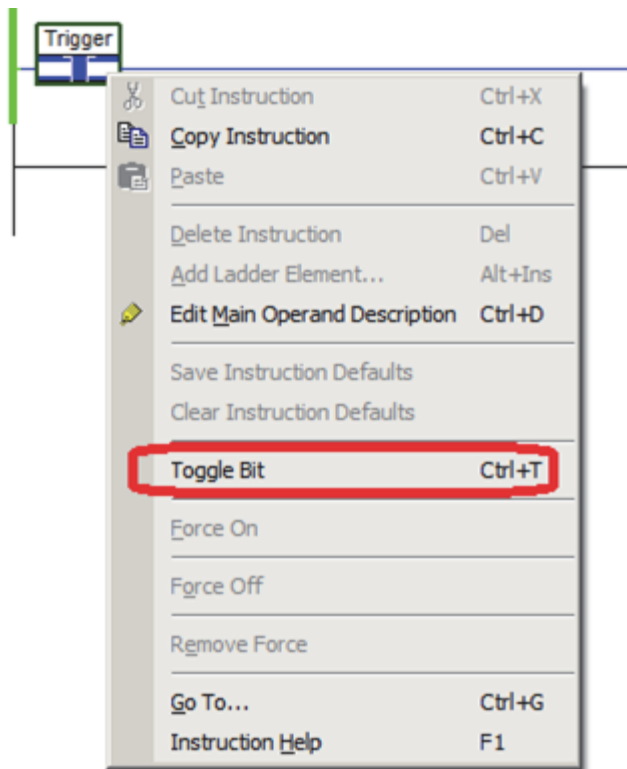 Trigger
Cut Instruction Ctrl+X
Copy Instruction Ctrl+C
Paste Ctrl+V
Delete Instruction Del
Add Ladder Element... Alt+Ins
Edit Main Operand Description Ctrl+D
Save Instruction Defaults
Clear Instruction Defaults
Toggle Bit Ctrl+T
Force On
Force Off
Remove Force
Go To... Ctrl+G
Instruction Help F1